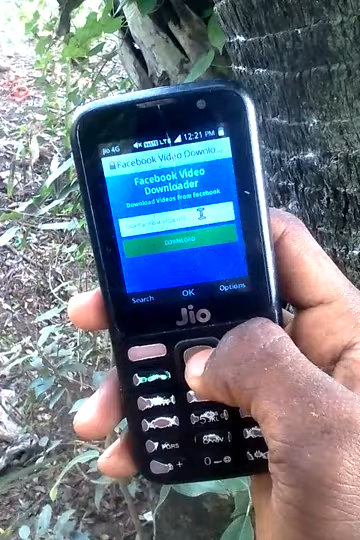 Jio 4G VoLTE LTE 12:21 PM
Facebook Video Downlo...
Facebook Video
Downloader
Download Videos from Facebook
DOWNLOAD
Search OK Options
Jio